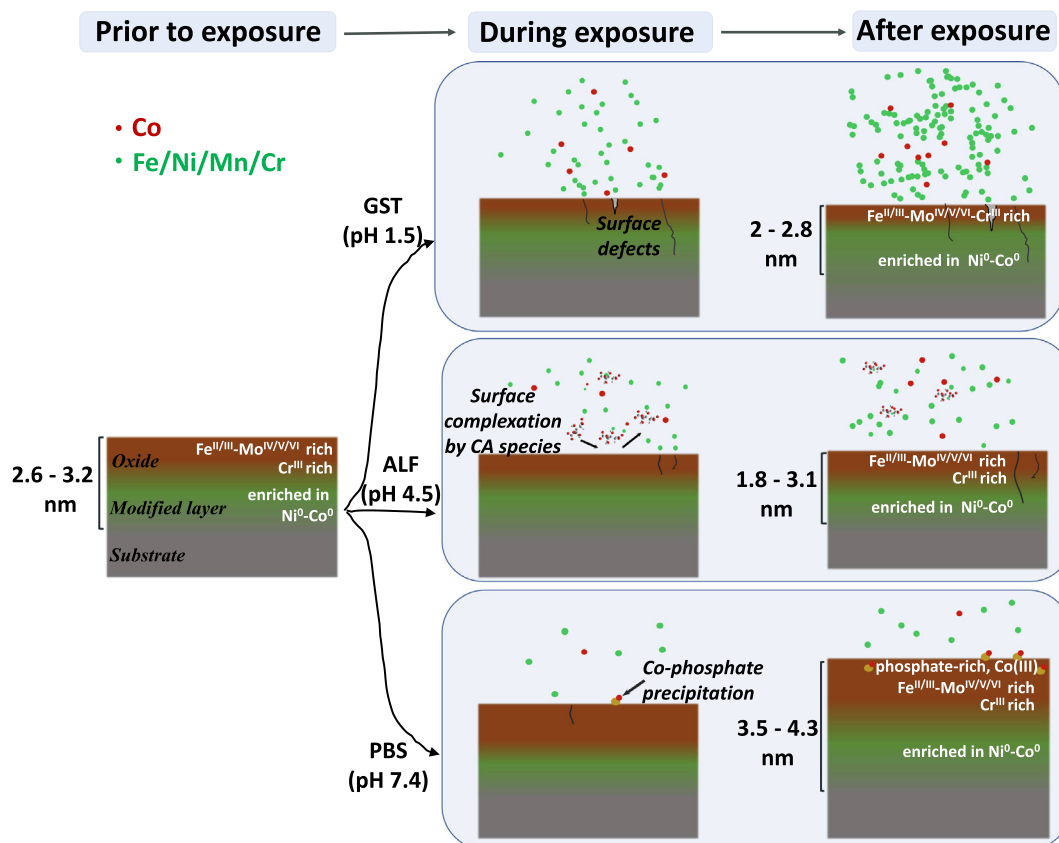 Prior to exposure
During exposure
After exposure
• Co
• Fe/Ni/Mn/Cr
GST
(pH 1.5)
Surface
defects
2 - 2.8
nm
Feᴵᴵ/ᴵᴵᴵ-Moᴵⱽ/ⱽ/ⱽᴵ-Crᴵᴵᴵ rich
enriched in Ni⁰-Co⁰
2.6 - 3.2
nm
Oxide
Feᴵᴵ/ᴵᴵᴵ-Moᴵⱽ/ⱽ/ⱽᴵ rich
Crᴵᴵᴵ rich
Modified layer
enriched in
Ni⁰-Co⁰
Substrate
ALF
(pH 4.5)
Surface
complexation
by CA species
1.8 - 3.1
nm
Feᴵᴵ/ᴵᴵᴵ-Moᴵⱽ/ⱽ/ⱽᴵ rich
Crᴵᴵᴵ rich
enriched in Ni⁰-Co⁰
PBS
(pH 7.4)
Co-phosphate
precipitation
3.5 - 4.3
nm
phosphate-rich, Co(III)
Feᴵᴵ/ᴵᴵᴵ-Moᴵⱽ/ⱽ/ⱽᴵ rich
Crᴵᴵᴵ rich
enriched in Ni⁰-Co⁰